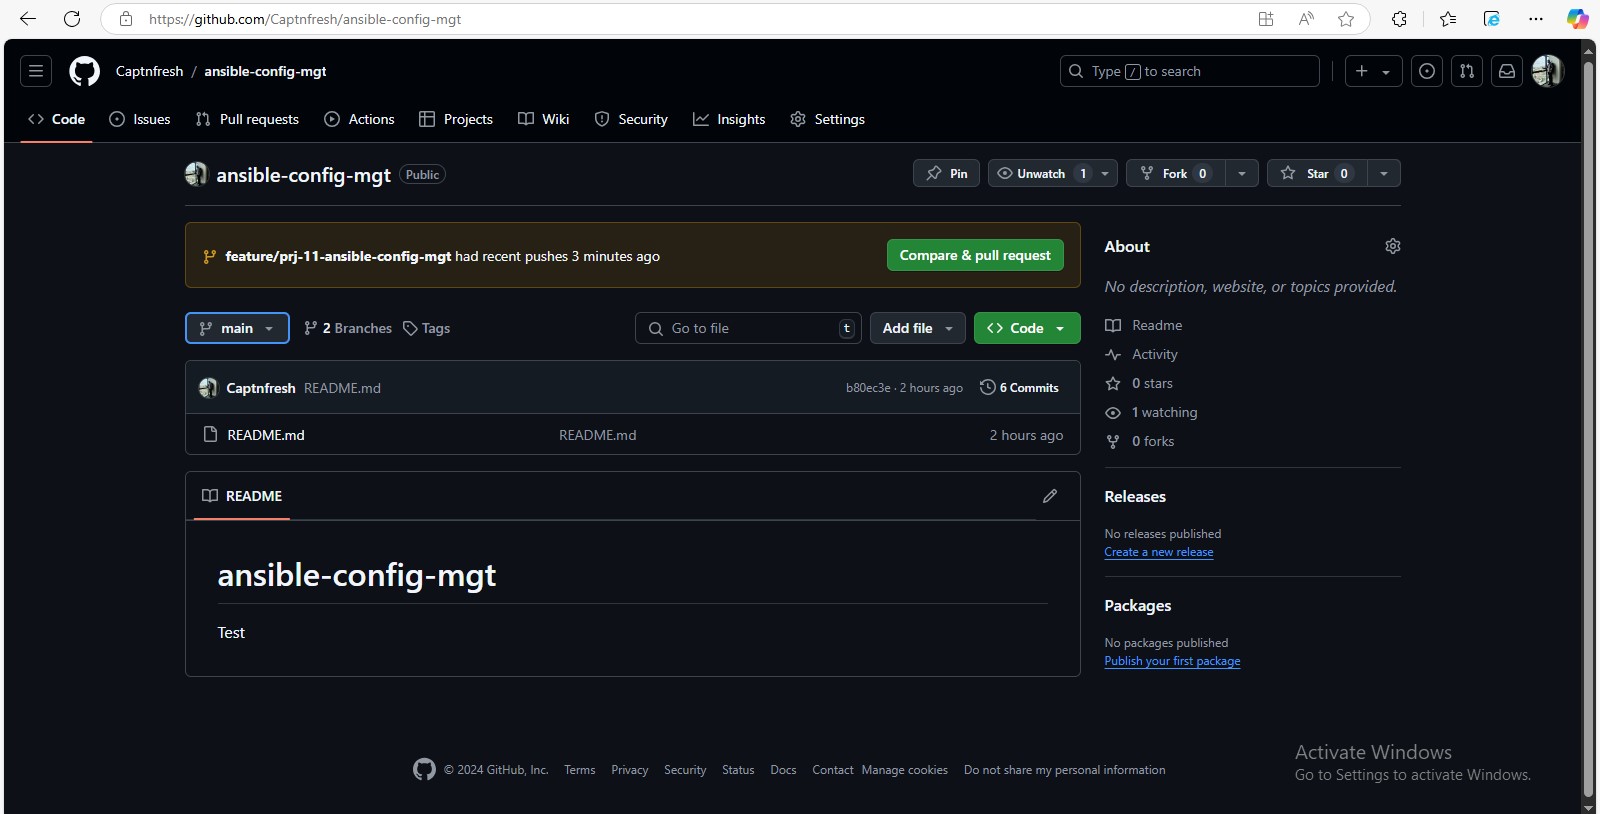 https://github.com/Captnfresh/ansible-config-mgt
Captnfresh / ansible-config-mgt
Type / to search
Code Issues Pull requests Actions Projects Wiki Security Insights Settings
ansible-config-mgt Public
Pin Unwatch 1 Fork 0 Star 0
feature/prj-11-ansible-config-mgt had recent pushes 3 minutes ago
Compare & pull request
main 2 Branches Tags
Go to file t Add file Code
Captnfresh README.md b80ec3e · 2 hours ago 6 Commits
README.md README.md 2 hours ago
README
ansible-config-mgt
Test
About
No description, website, or topics provided.
Readme
Activity
0 stars
1 watching
0 forks
Releases
No releases published
Create a new release
Packages
No packages published
Publish your first package
© 2024 GitHub, Inc. Terms Privacy Security Status Docs Contact Manage cookies Do not share my personal information
Activate Windows
Go to Settings to activate Windows.